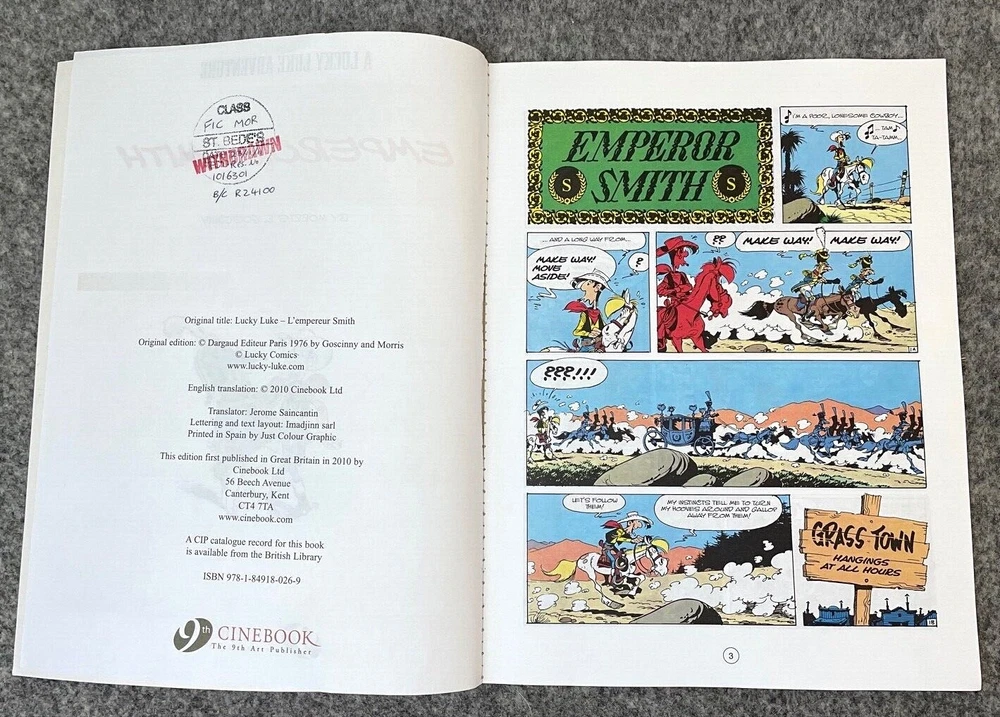 CLASS
FIC MOR
ST. BEDE'S
WITHDRAWN
1016301
B/C R24100
Original title: Lucky Luke – L'empereur Smith
Original edition: © Dargaud Editeur Paris 1976 by Goscinny and Morris
© Lucky Comics
www.lucky-luke.com
English translation: © 2010 Cinebook Ltd
Translator: Jerome Saincantin
Lettering and text layout: Imadjinn sarl
Printed in Spain by Just Colour Graphic
This edition first published in Great Britain in 2010 by
Cinebook Ltd
56 Beech Avenue
Canterbury, Kent
CT4 7TA
www.cinebook.com
A CIP catalogue record for this book
is available from the British Library
ISBN 978-1-84918-026-9
9th CINEBOOK
The 9th Art Publisher
EMPEROR
SMITH
S S
I'M A POOR, LONESOME COWBOY...
... TAM
TA-TAMM...
... AND A LONG WAY FROM...
MAKE WAY!
MOVE
ASIDE!
?
??
MAKE WAY!
MAKE WAY!
1A
???!!!
LET'S FOLLOW
THEM!
MY INSTINCTS TELL ME TO TURN
MY HOOVES AROUND AND GALLOP
AWAY FROM THEM!
GRASS TOWN
HANGINGS
AT ALL HOURS
1B
3